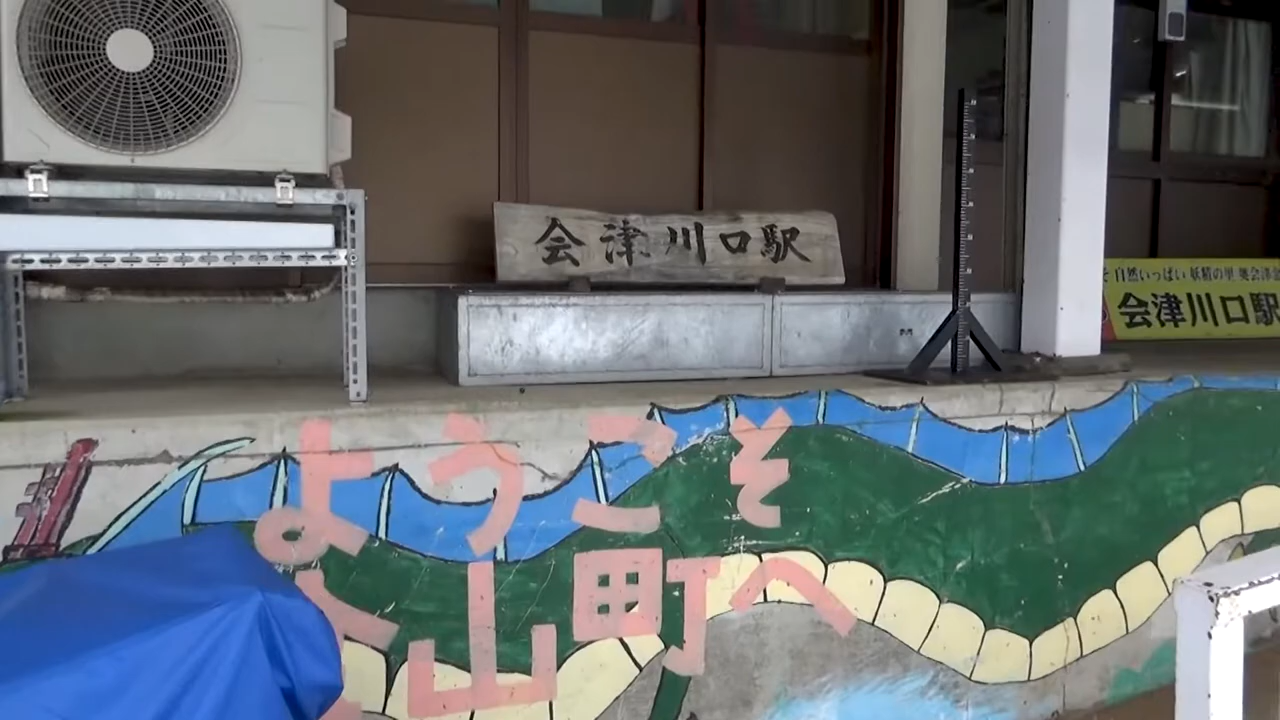 会津川口駅
自然いっぱい 妖精の里 奥会津金
会津川口駅
ようこそ
山町へ